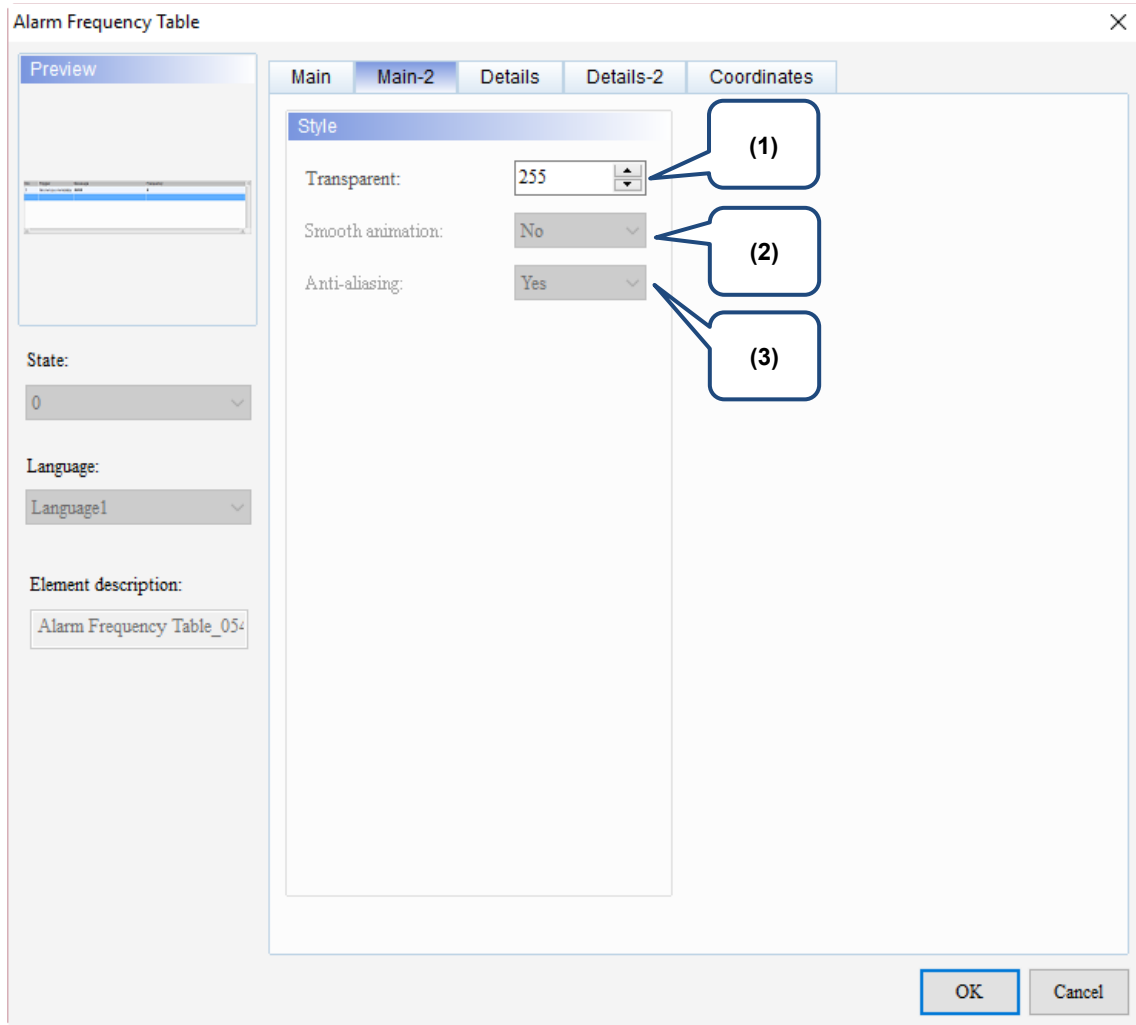 Alarm Frequency Table
Preview
Main Main-2 Details Details-2 Coordinates
Style
Transparent: 255
(1)
Smooth animation: No
(2)
Anti-aliasing: Yes
(3)
State:
0
Language:
Language1
Element description:
Alarm Frequency Table_054
OK Cancel